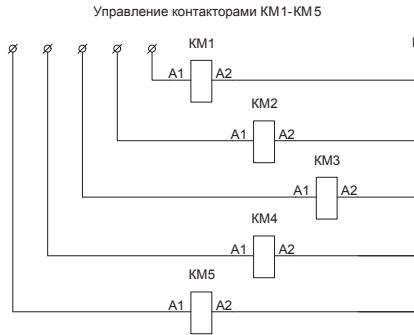 Управление контакторами КМ1-КМ5
КМ1
А1 А2
КМ2
А1 А2
КМ3
А1 А2
КМ4
А1 А2
КМ5
А1 А2